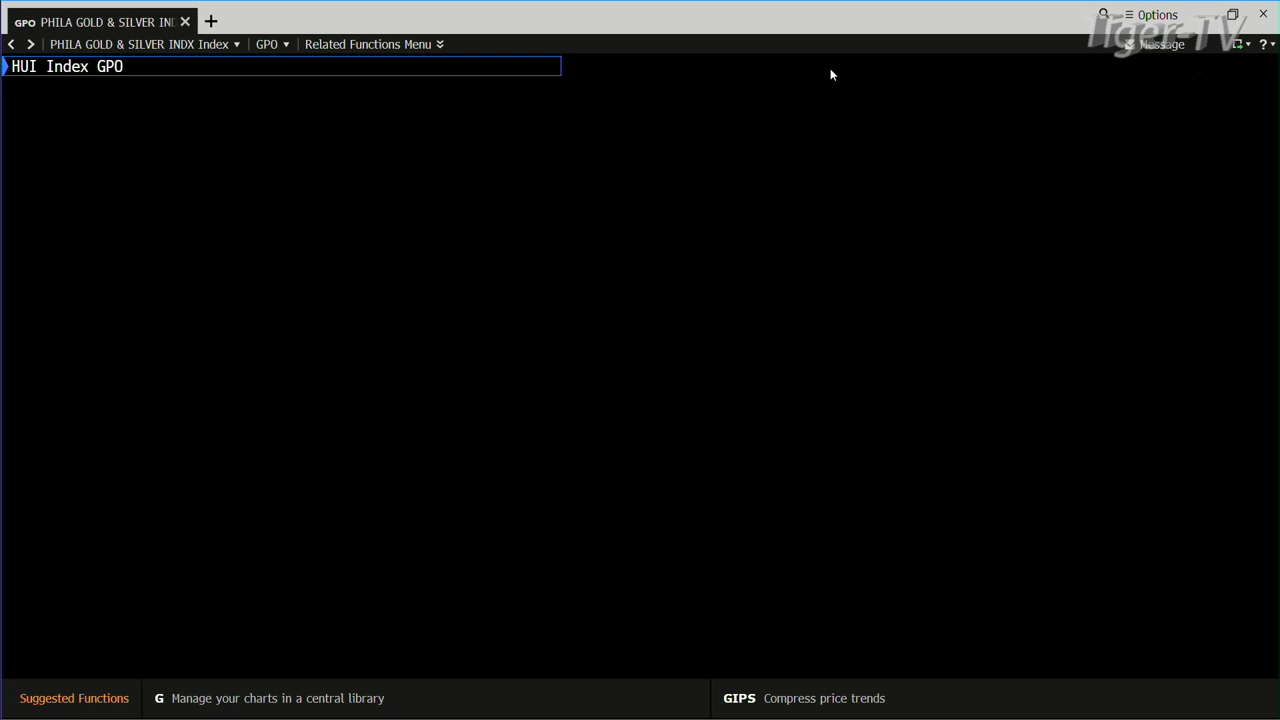 GPO PHILA GOLD & SILVER IND
Options
PHILA GOLD & SILVER INDX Index GPO Related Functions Menu
Message
?
Tiger-TV
HUI Index GPO
Suggested Functions G Manage your charts in a central library GIPS Compress price trends